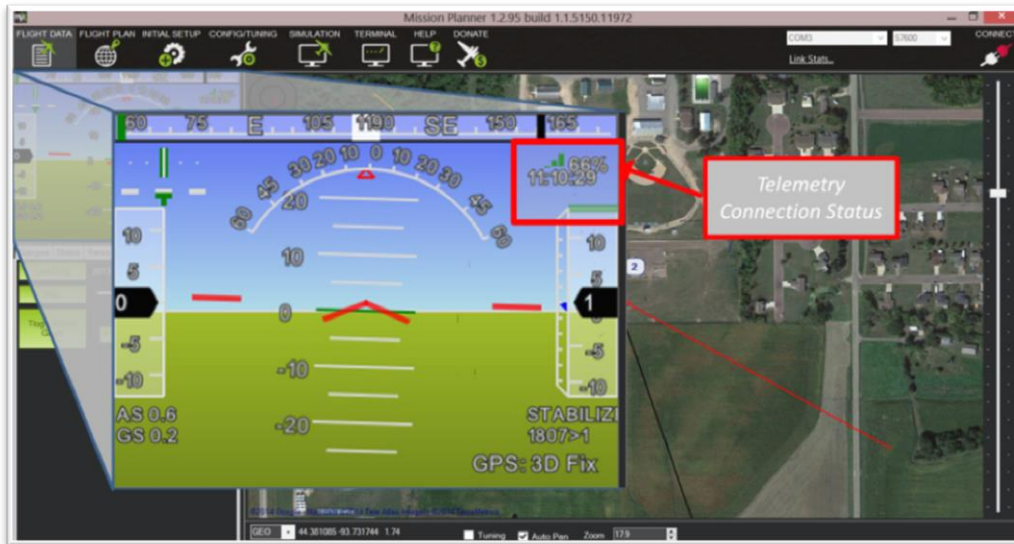 Mission Planner 1.2.95 build 1.1.5150.11972
FLIGHT DATA FLIGHT PLAN INITIAL SETUP CONFIG/TUNING SIMULATION TERMINAL HELP DONATE
COM3 57600 CONNECT
Link Stats...
60 75 E 105 1190 SE 150 165
60 45 30 20 10 0 10 20 30 45 60
66%
11:10:29
Telemetry
Connection Status
20
10
0
-10
-20
10
5
0
-5
-10
10
5
1
-5
-10
2
AS 0.6
GS 0.2
STABILIZI
1807>1
GPS: 3D Fix
GEO 44.381085 -93.731744 1.74 Tuning Auto Pan Zoom 17.9